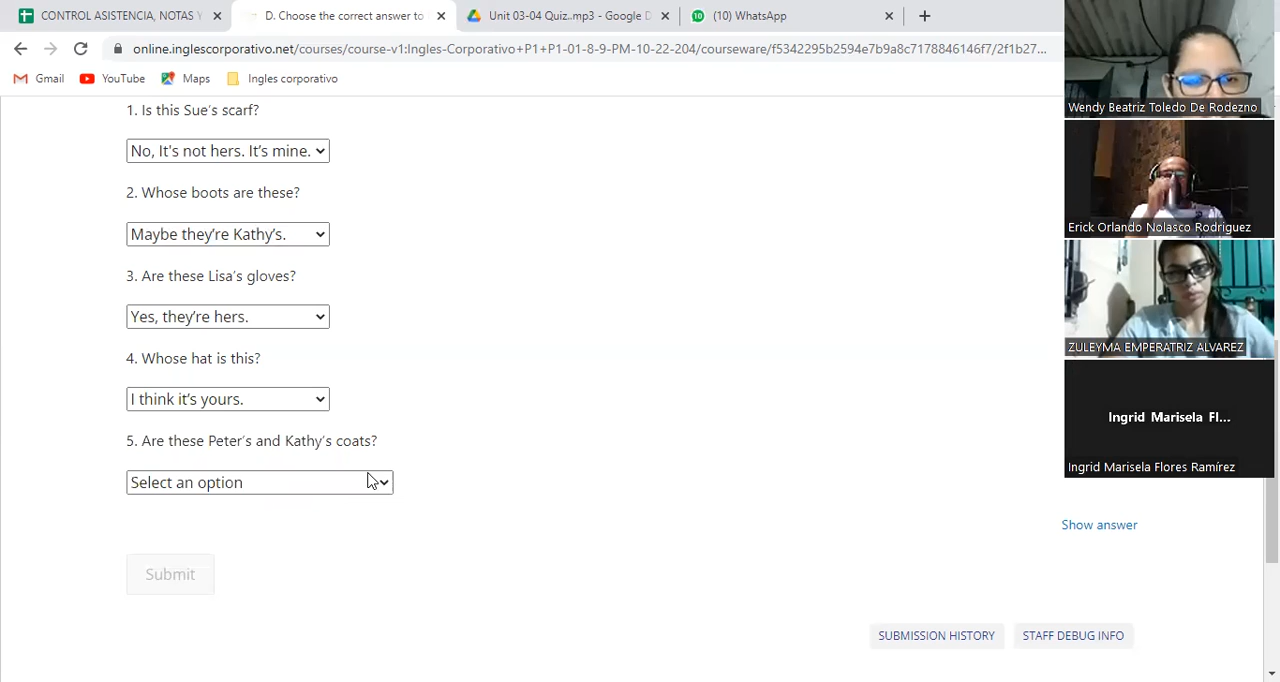 CONTROL ASISTENCIA, NOTAS Y
D. Choose the correct answer to
Unit 03-04 Quiz..mp3 - Google D
(10) WhatsApp
online.inglescorporativo.net/courses/course-v1:Ingles-Corporativo+P1+P1-01-8-9-PM-10-22-204/courseware/f5342295b2594e7b9a8c7178846146f7/2f1b27...
Gmail
YouTube
Maps
Ingles corporativo
1. Is this Sue's scarf?
No, It's not hers. It's mine.
2. Whose boots are these?
Maybe they're Kathy's.
3. Are these Lisa's gloves?
Yes, they're hers.
4. Whose hat is this?
I think it's yours.
5. Are these Peter's and Kathy's coats?
Select an option
Show answer
Submit
SUBMISSION HISTORY
STAFF DEBUG INFO
Wendy Beatriz Toledo De Rodezno
Erick Orlando Nolasco Rodriguez
ZULEYMA EMPERATRIZ ALVAREZ
Ingrid Marisela Fl...
Ingrid Marisela Flores Ramírez